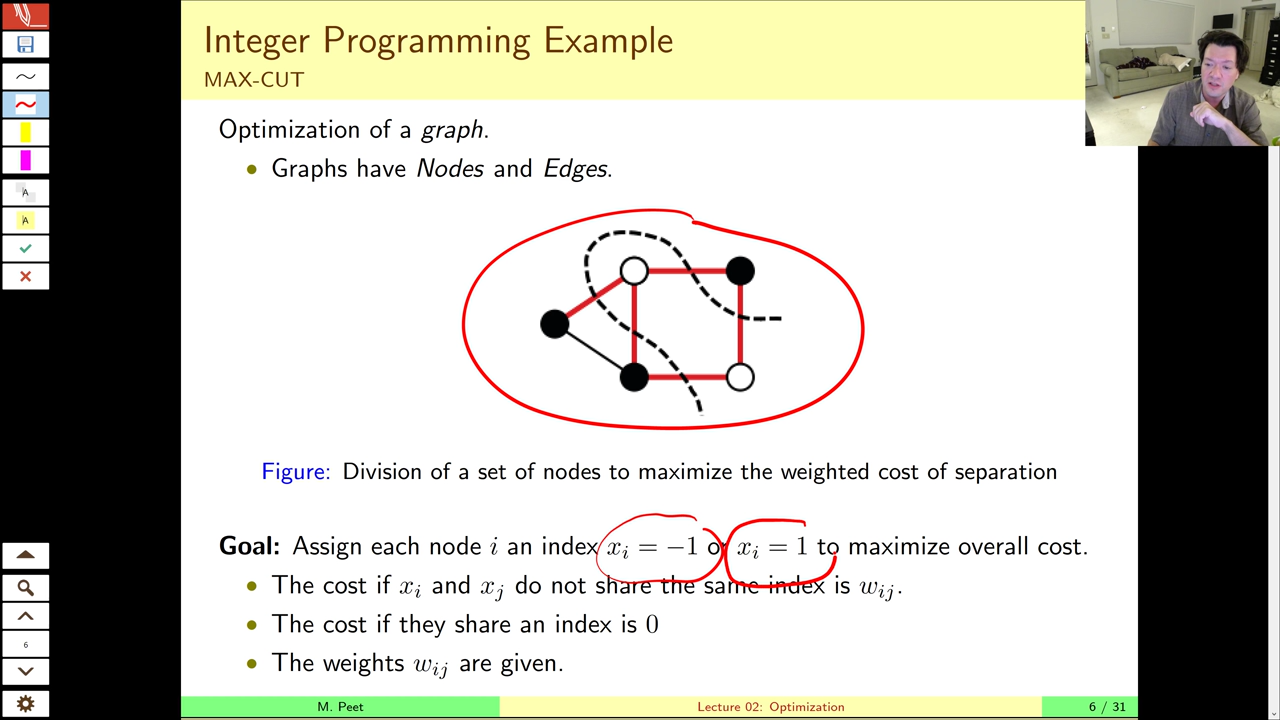 Integer Programming Example
MAX-CUT
Optimization of a graph.
• Graphs have Nodes and Edges.
Figure: Division of a set of nodes to maximize the weighted cost of separation
Goal: Assign each node i an index x_i = −1 or x_i = 1 to maximize overall cost.
• The cost if x_i and x_j do not share the same index is w_ij.
• The cost if they share an index is 0
• The weights w_ij are given.
M. Peet Lecture 02: Optimization 6 / 31
A
A
6